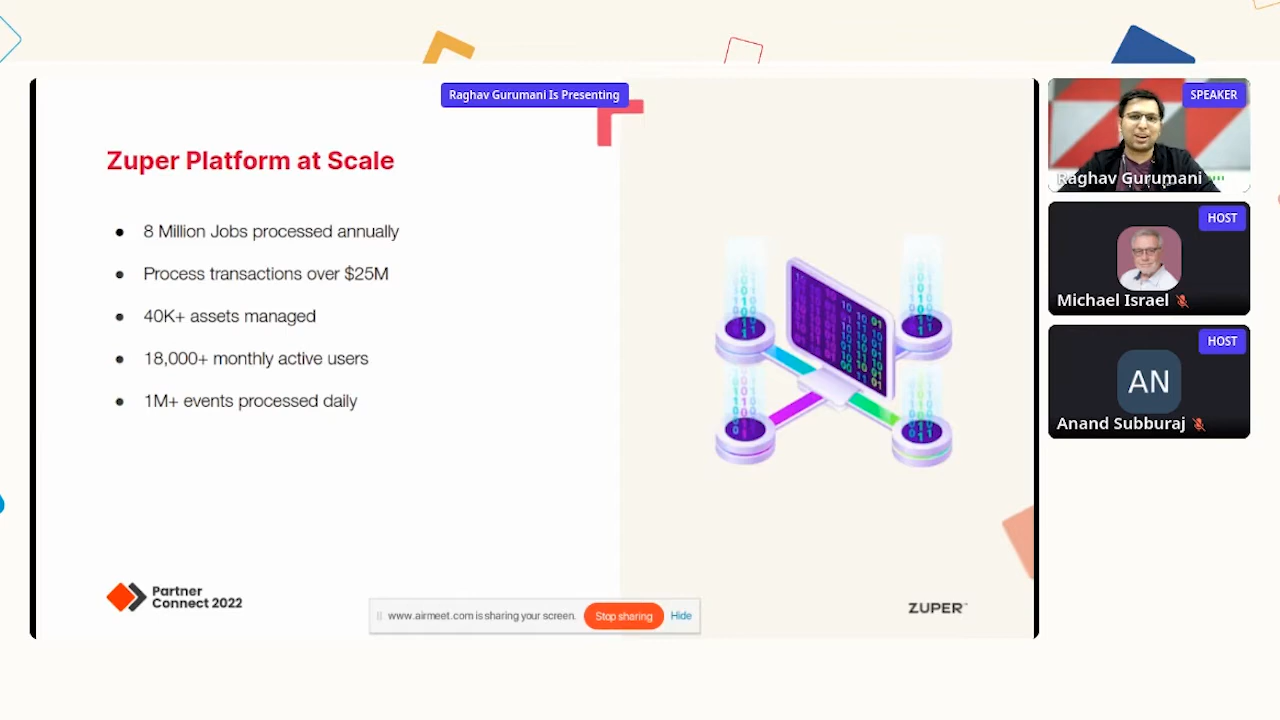 Raghav Gurumani Is Presenting
Zuper Platform at Scale
8 Million Jobs processed annually
Process transactions over $25M
40K+ assets managed
18,000+ monthly active users
1M+ events processed daily
Partner
Connect 2022
www.airmeet.com is sharing your screen. Stop sharing Hide
ZUPER™
SPEAKER
Raghav Gurumani
HOST
Michael Israel
HOST
AN
Anand Subburaj